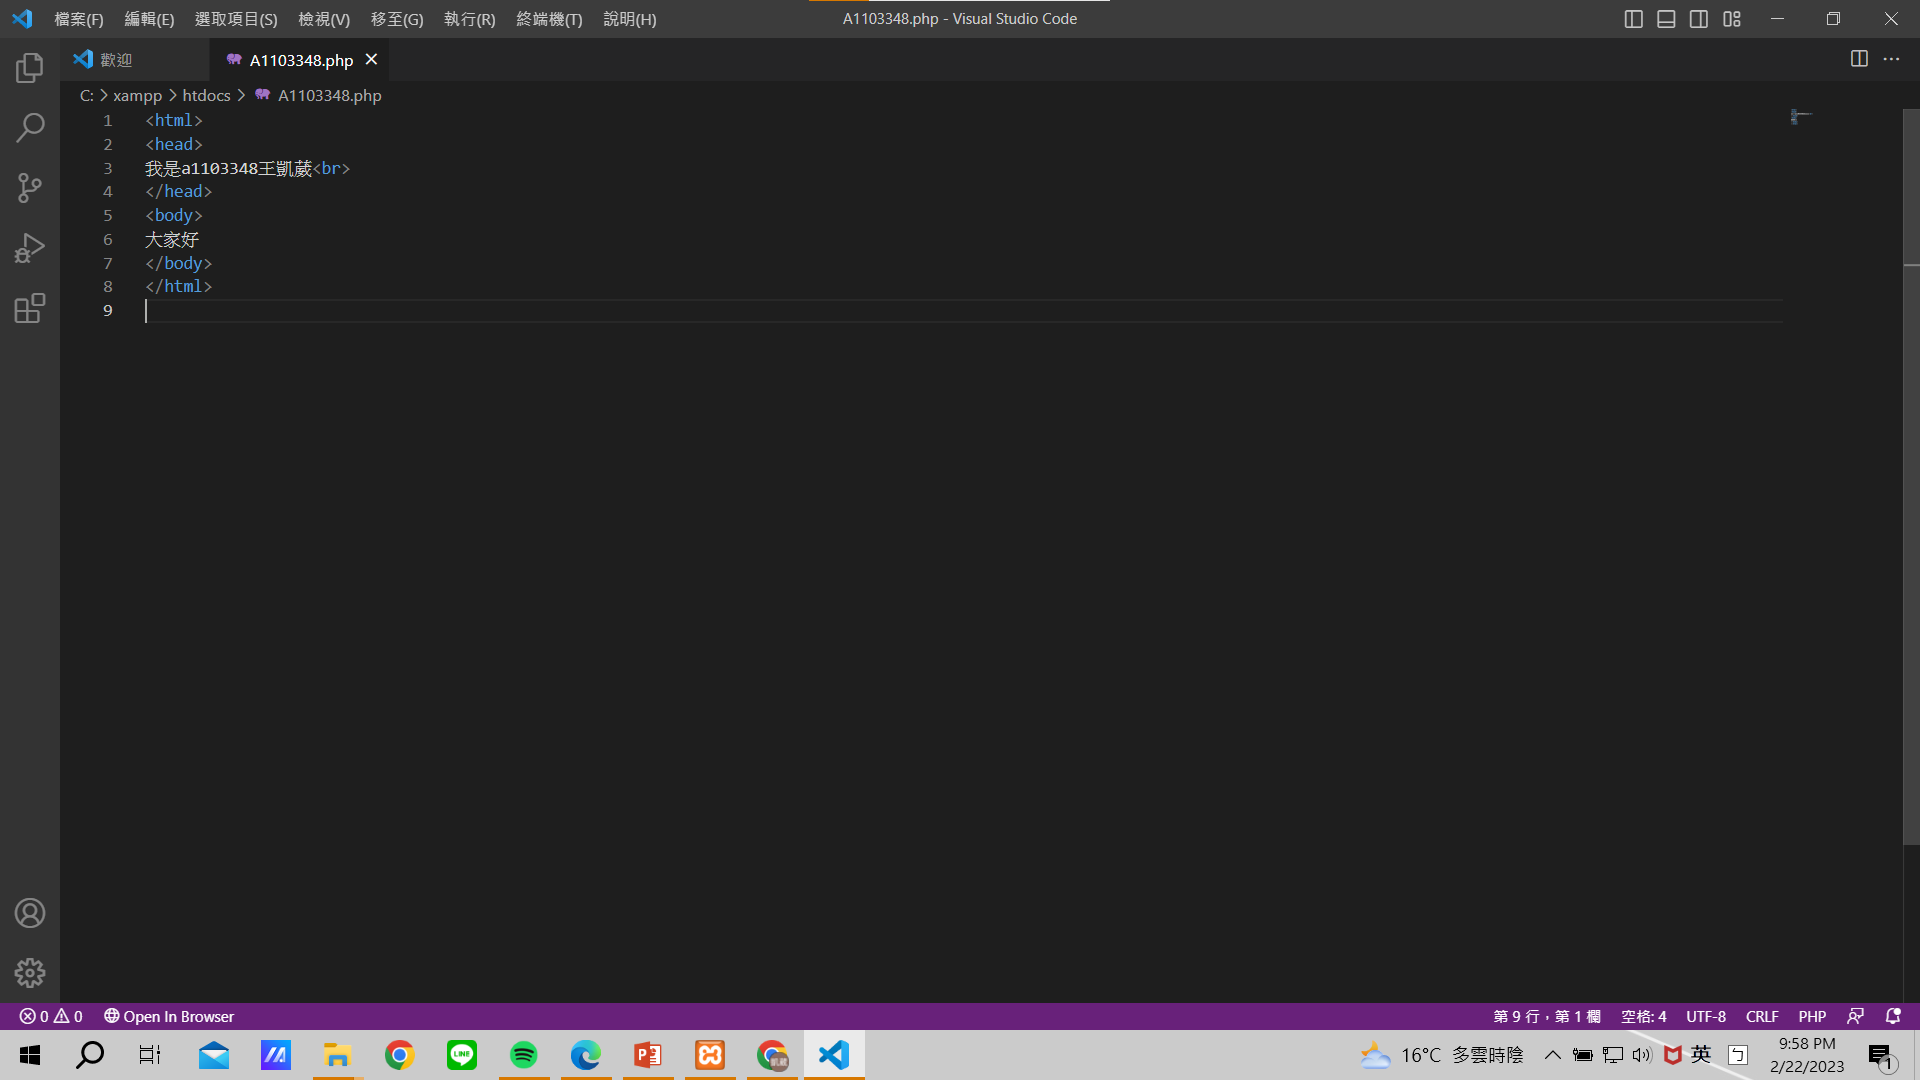 檔案(F) 編輯(E) 選取項目(S) 檢視(V) 移至(G) 執行(R) 終端機(T) 說明(H) A1103348.php - Visual Studio Code
歡迎 A1103348.php
C: > xampp > htdocs > A1103348.php
1 <html>
2 <head>
3 我是a1103348王凱葳<br>
4 </head>
5 <body>
6 大家好
7 </body>
8 </html>
9
0 0 Open In Browser 第 9 行，第 1 欄 空格: 4 UTF-8 CRLF PHP
16°C 多雲時陰 英 ㄅ 9:58 PM
2/22/2023 1
LINE